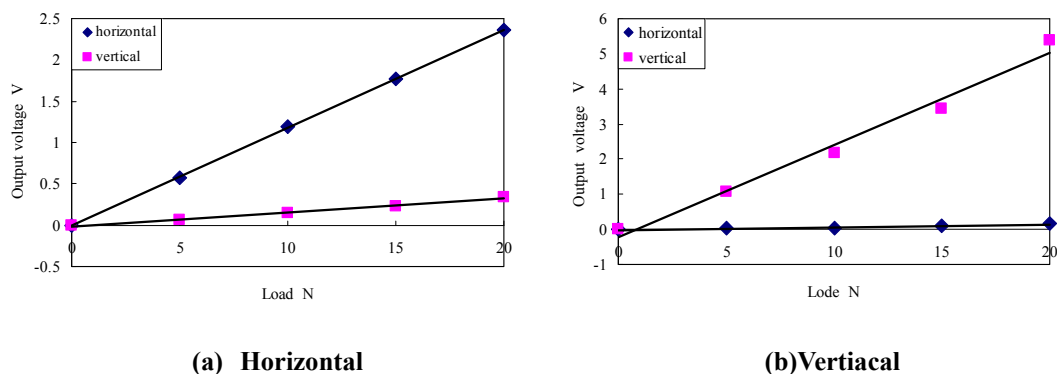 2.5
2
1.5
1
0.5
0
-0.5
0
5
10
15
20
Output voltage V
Load N
horizontal
vertical
(a) Horizontal
6
5
4
3
2
1
0
-1
0
5
10
15
20
Output voltage V
Lode N
horizontal
vertical
(b)Vertiacal